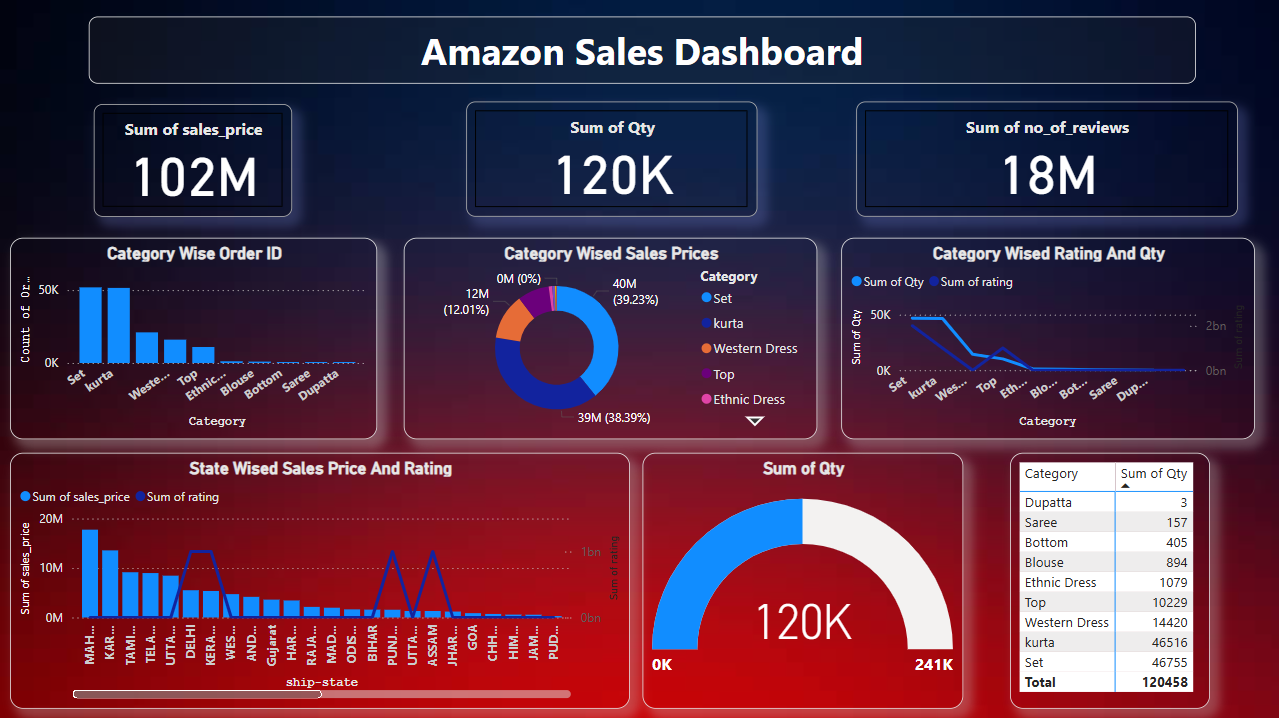 Amazon Sales Dashboard
Sum of sales_price
102M
Sum of Qty
120K
Sum of no_of_reviews
18M
Category Wise Order ID
Count of Or...
50K
0K
Set
kurta
Weste...
Top
Ethnic...
Blouse
Bottom
Saree
Dupatta
Category
Category Wised Sales Prices
0M (0%)
40M
(39.23%)
12M
(12.01%)
39M (38.39%)
Category
Set
kurta
Western Dress
Top
Ethnic Dress
Category Wised Rating And Qty
Sum of Qty Sum of rating
Sum of Qty
50K
0K
2bn
0bn
Sum of rating
Set
kurta
Wes...
Top
Eth...
Blo...
Bot...
Saree
Dup...
Category
State Wised Sales Price And Rating
Sum of sales_price Sum of rating
Sum of sales_price
20M
10M
0M
1bn
0bn
Sum of rating
MAH...
KAR...
TAMI...
TELA...
UTTA...
DELHI
KERA...
WES...
AND...
Gujarat
HAR...
RAJA...
MAD...
ODIS...
BIHAR
PUNJ...
UTTA...
ASSAM
JHAR...
GOA
CHH...
HIM...
JAM...
PUD...
ship-state
Sum of Qty
120K
0K
241K
Category Sum of Qty
Dupatta 3
Saree 157
Bottom 405
Blouse 894
Ethnic Dress 1079
Top 10229
Western Dress 14420
kurta 46516
Set 46755
Total 120458